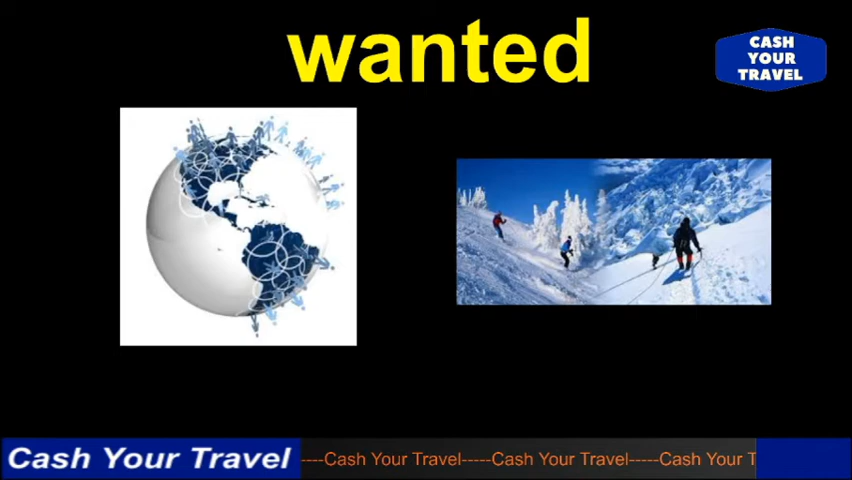 wanted
CASH
YOUR
TRAVEL
Cash Your Travel
----Cash Your Travel-----Cash Your Travel-----Cash Your T